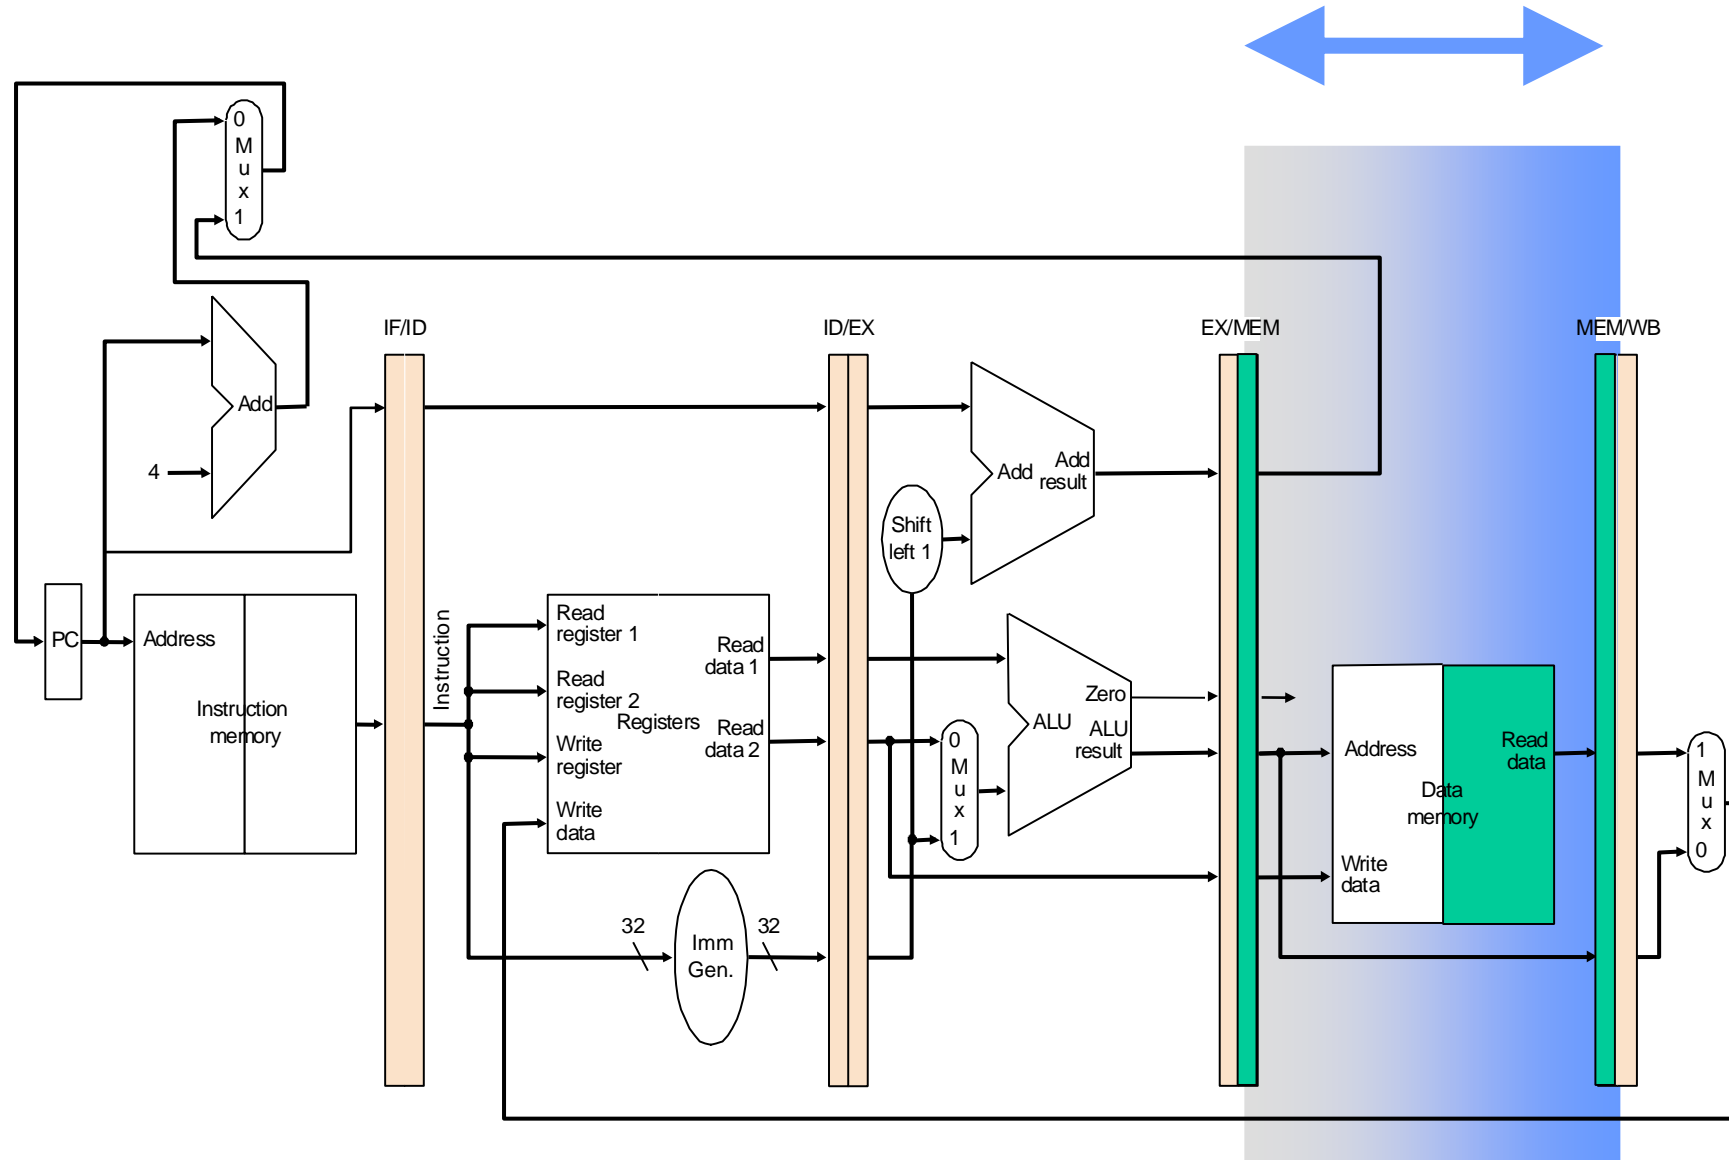 0
M
u
x
1
IF/ID
ID/EX
EX/MEM
MEM/WB
Add
4
Add
Add
result
Shift
left 1
PC
Address
Instruction
memory
Instruction
Read
register 1
Read
register 2
Write
register
Write
data
Registers
Read
data 1
Read
data 2
0
M
u
x
1
Zero
ALU
ALU
result
Address
Read
data
Data
memory
Write
data
1
M
u
x
0
32
Imm
Gen.
32